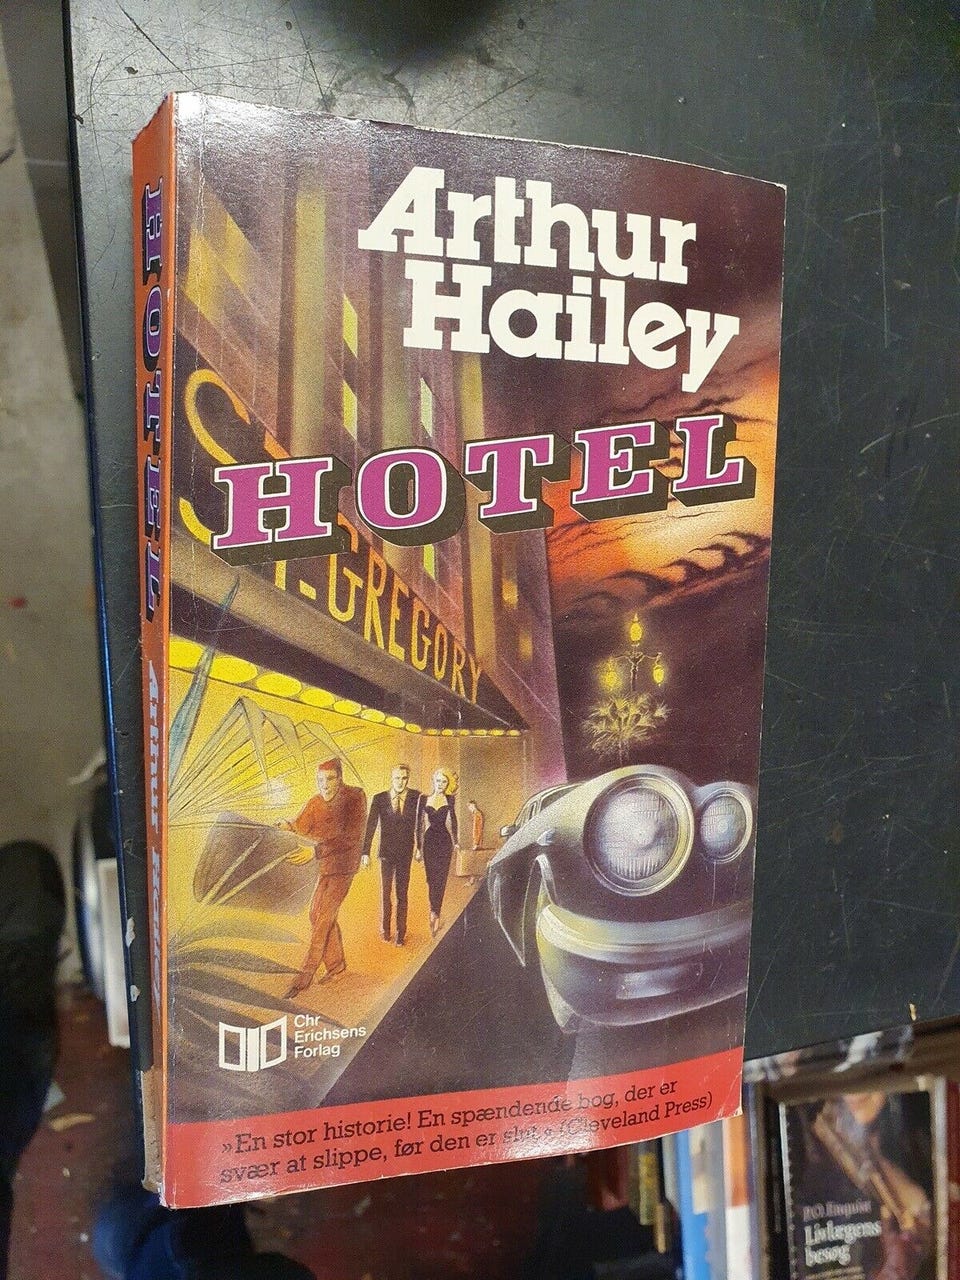 Arthur
Hailey
HOTEL
ST. GREGORY
Chr
Erichsens
Forlag
»En stor historie! En spændende bog, der er
svær at slippe, før den er slut.« (Cleveland Press)
HOTEL Arthur Hailey
P.O. Enquist
Livlægens
besøg